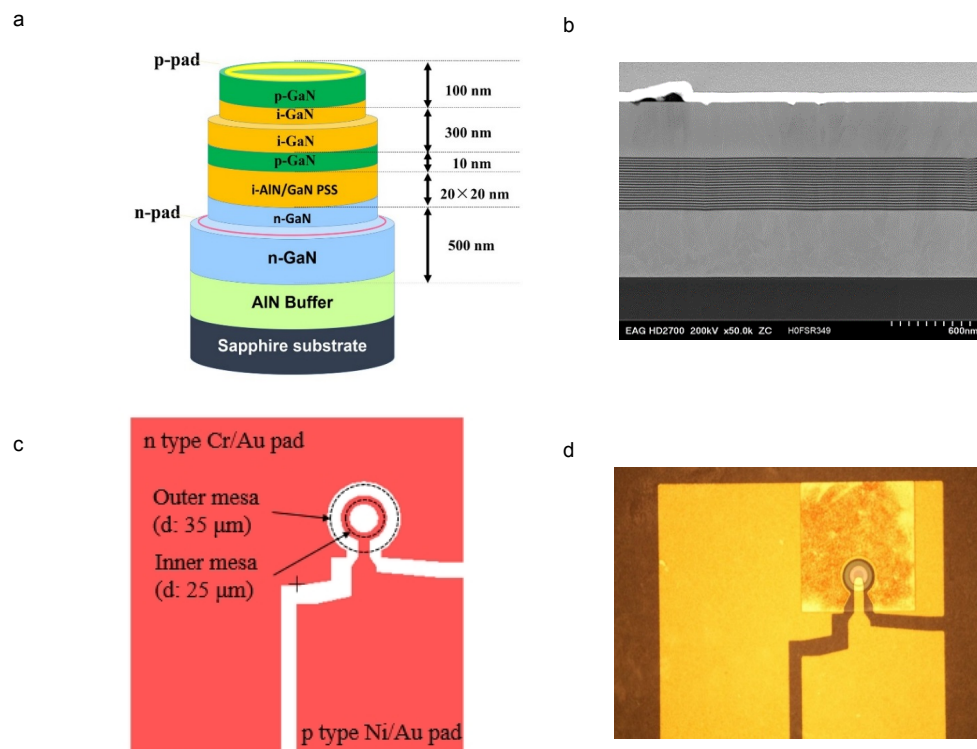 a
p-pad
p-GaN
i-GaN
i-GaN
p-GaN
i-AlN/GaN PSS
n-pad
n-GaN
n-GaN
AlN Buffer
Sapphire substrate
100 nm
300 nm
10 nm
20×20 nm
500 nm
b
EAG HD2700 200kV x50.0k ZC H0FSR349 600nm
c
n type Cr/Au pad
Outer mesa
(d: 35 μm)
Inner mesa
(d: 25 μm)
p type Ni/Au pad
d